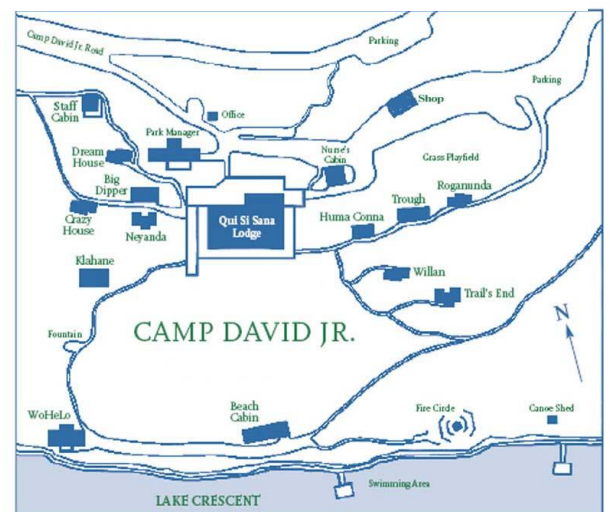 Camp David Jr. Road
Parking
Parking
Staff
Cabin
Office
Shop
Park Manager
Dream
House
Nurse's
Cabin
Grass Playfield
Big
Dipper
Roganunda
Trough
Huma Conna
Qui Si Sana
Lodge
Crazy
House
Neyanda
Klahane
Willan
Trail's End
N
Fountain
CAMP DAVID JR.
WoHeLo
Beach
Cabin
Fire Circle
Canoe Shed
Swimming Area
LAKE CRESCENT